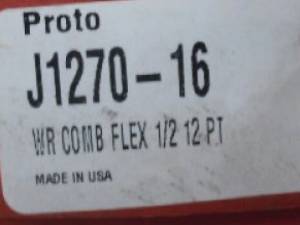 Proto
J1270-16
WR COMB FLEX 1/2 12 PT
MADE IN USA